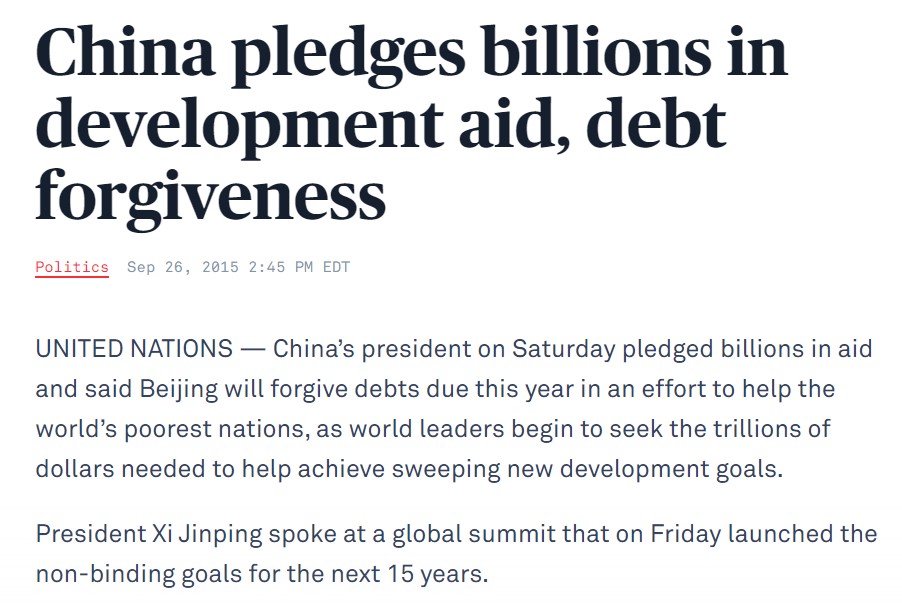 China pledges billions in
development aid, debt
forgiveness
Politics Sep 26, 2015 2:45 PM EDT
UNITED NATIONS — China’s president on Saturday pledged billions in aid
and said Beijing will forgive debts due this year in an effort to help the
world’s poorest nations, as world leaders begin to seek the trillions of
dollars needed to help achieve sweeping new development goals.
President Xi Jinping spoke at a global summit that on Friday launched the
non-binding goals for the next 15 years.